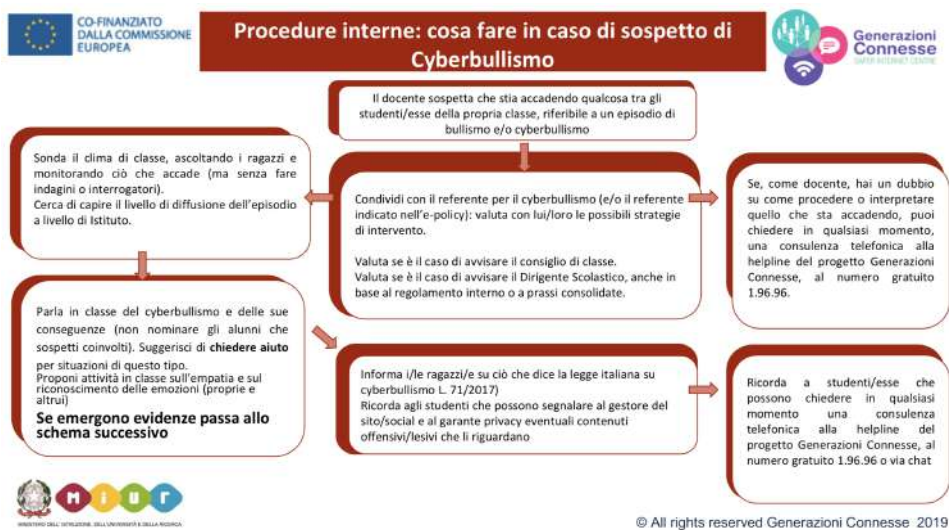 CO-FINANZIATO
DALLA COMMISSIONE
EUROPEA
Procedure interne: cosa fare in caso di sospetto di
Cyberbullismo
Generazioni
Connesse
SAFER INTERNET CENTRE
Il docente sospetta che stia accadendo qualcosa tra gli
studenti/esse della propria classe, riferibile a un episodio di
bullismo e/o cyberbullismo
Sonda il clima di classe, ascoltando i ragazzi e
monitorando ciò che accade (ma senza fare
indagini o interrogatori).
Cerca di capire il livello di diffusione dell'episodio
a livello di Istituto.
Condividi con il referente per il cyberbullismo (e/o il referente
indicato nell'e-policy): valuta con lui/loro le possibili strategie
di intervento.
Valuta se è il caso di avvisare il consiglio di classe.
Valuta se è il caso di avvisare il Dirigente Scolastico, anche in
base al regolamento interno o a prassi consolidate.
Se, come docente, hai un dubbio
su come procedere o interpretare
quello che sta accadendo, puoi
chiedere in qualsiasi momento,
una consulenza telefonica alla
helpline del progetto Generazioni
Connesse, al numero gratuito
1.96.96.
Parla in classe del cyberbullismo e delle sue
conseguenze (non nominare gli alunni che
sospetti coinvolti). Suggerisci di chiedere aiuto
per situazioni di questo tipo.
Proponi attività in classe sull'empatia e sul
riconoscimento delle emozioni (proprie e
altrui)
Se emergono evidenze passa allo
schema successivo
Informa i/le ragazzi/e su ciò che dice la legge italiana su
cyberbullismo L. 71/2017)
Ricorda agli studenti che possono segnalare al gestore del
sito/social e al garante privacy eventuali contenuti
offensivi/lesivi che li riguardano
Ricorda a studenti/esse che
possono chiedere in qualsiasi
momento una consulenza
telefonica alla helpline del
progetto Generazioni Connesse, al
numero gratuito 1.96.96 o via chat
miur
MINISTERO DELL'ISTRUZIONE, DELL'UNIVERSITÀ E DELLA RICERCA
© All rights reserved Generazioni Connesse 2019